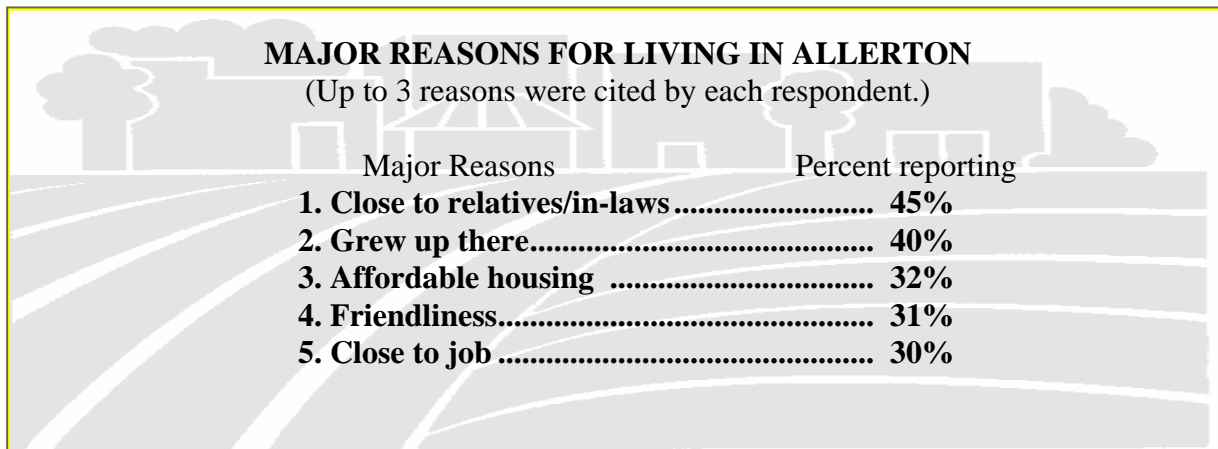 MAJOR REASONS FOR LIVING IN ALLERTON
(Up to 3 reasons were cited by each respondent.)
Major Reasons Percent reporting
1. Close to relatives/in-laws ......................... 45%
2. Grew up there........................................... 40%
3. Affordable housing ................................. 32%
4. Friendliness............................................... 31%
5. Close to job ............................................... 30%